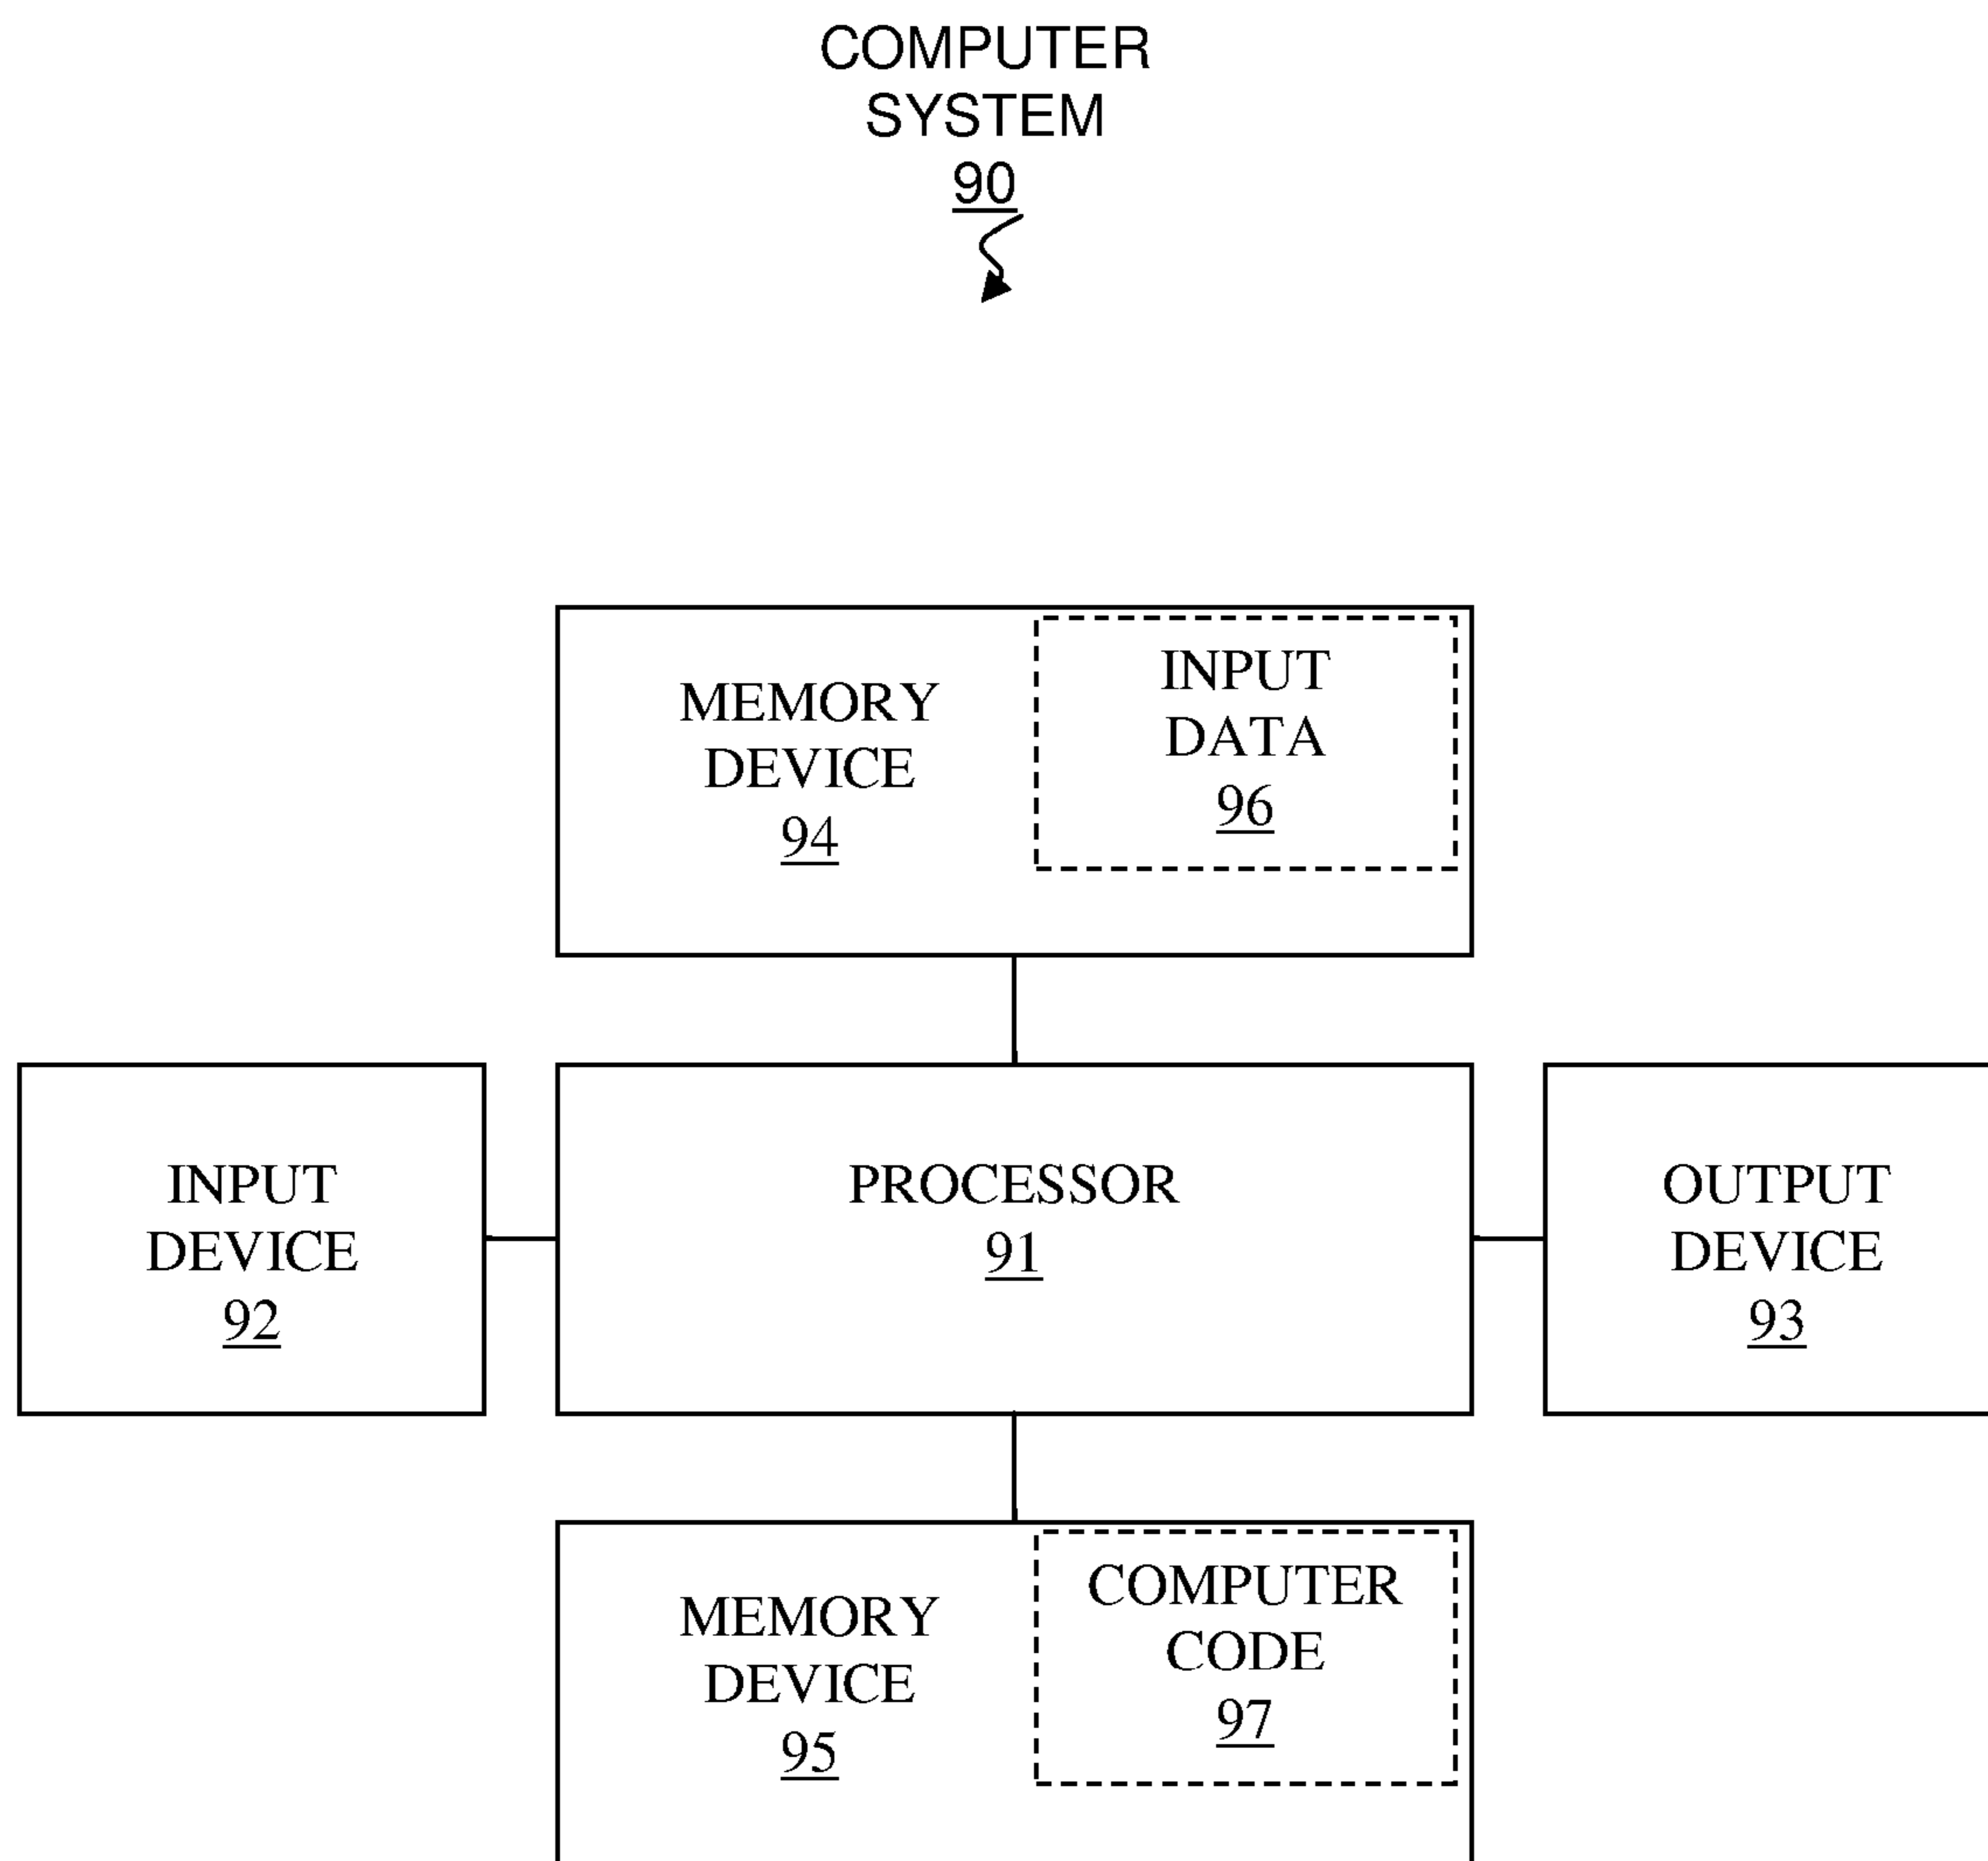 COMPUTER
SYSTEM
90
MEMORY
DEVICE
94
INPUT
DATA
96
INPUT
DEVICE
92
PROCESSOR
91
OUTPUT
DEVICE
93
MEMORY
DEVICE
95
COMPUTER
CODE
97